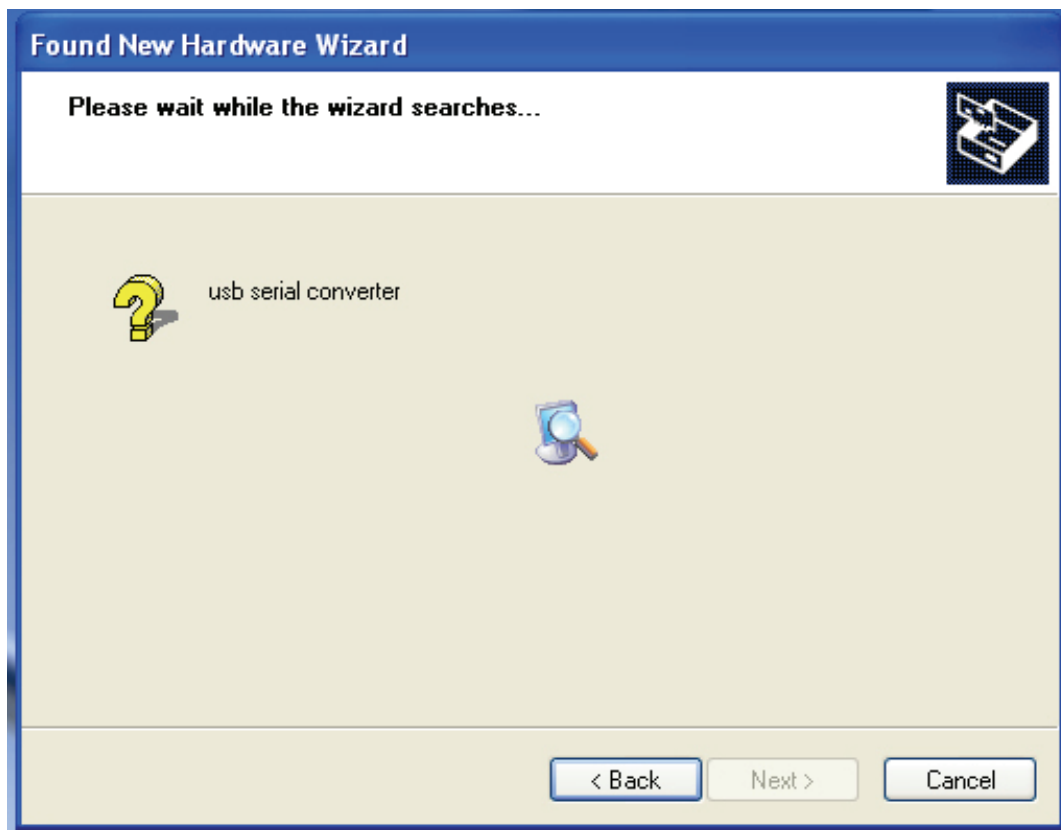 Found New Hardware Wizard
Please wait while the wizard searches...
usb serial converter
< Back
Next >
Cancel